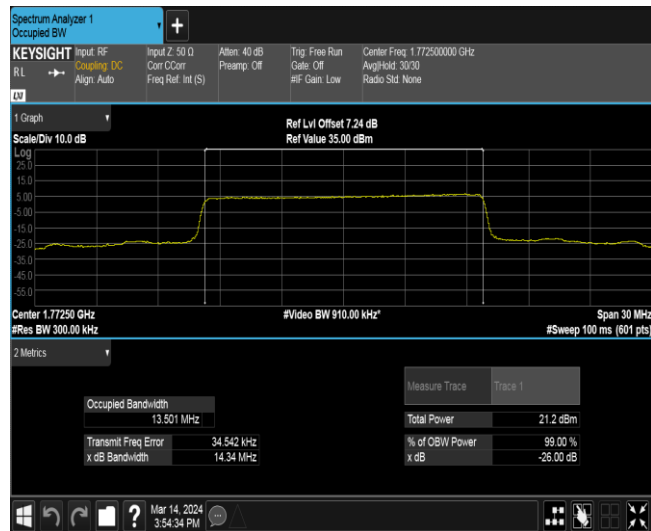 Spectrum Analyzer 1
Occupied BW
+
KEYSIGHT
RL
LXI
Input: RF
Coupling: DC
Align: Auto
Input Z: 50 Ω
Corr CCorr
Freq Ref: Int (S)
Atten: 40 dB
Preamp: Off
Trig: Free Run
Gate: Off
#IF Gain: Low
Center Freq: 1.772500000 GHz
Avg|Hold: 30/30
Radio Std: None
1 Graph
Scale/Div 10.0 dB
Ref Lvl Offset 7.24 dB
Ref Value 35.00 dBm
Log
25.0
15.0
5.00
-5.00
-15.0
-25.0
-35.0
-45.0
-55.0
Center 1.77250 GHz
#Res BW 300.00 kHz
#Video BW 910.00 kHz*
Span 30 MHz
#Sweep 100 ms (601 pts)
2 Metrics
Measure Trace Trace 1
Occupied Bandwidth
13.501 MHz
Total Power 21.2 dBm
Transmit Freq Error 34.542 kHz
% of OBW Power 99.00 %
x dB Bandwidth 14.34 MHz
x dB -26.00 dB
?
Mar 14, 2024
3:54:34 PM